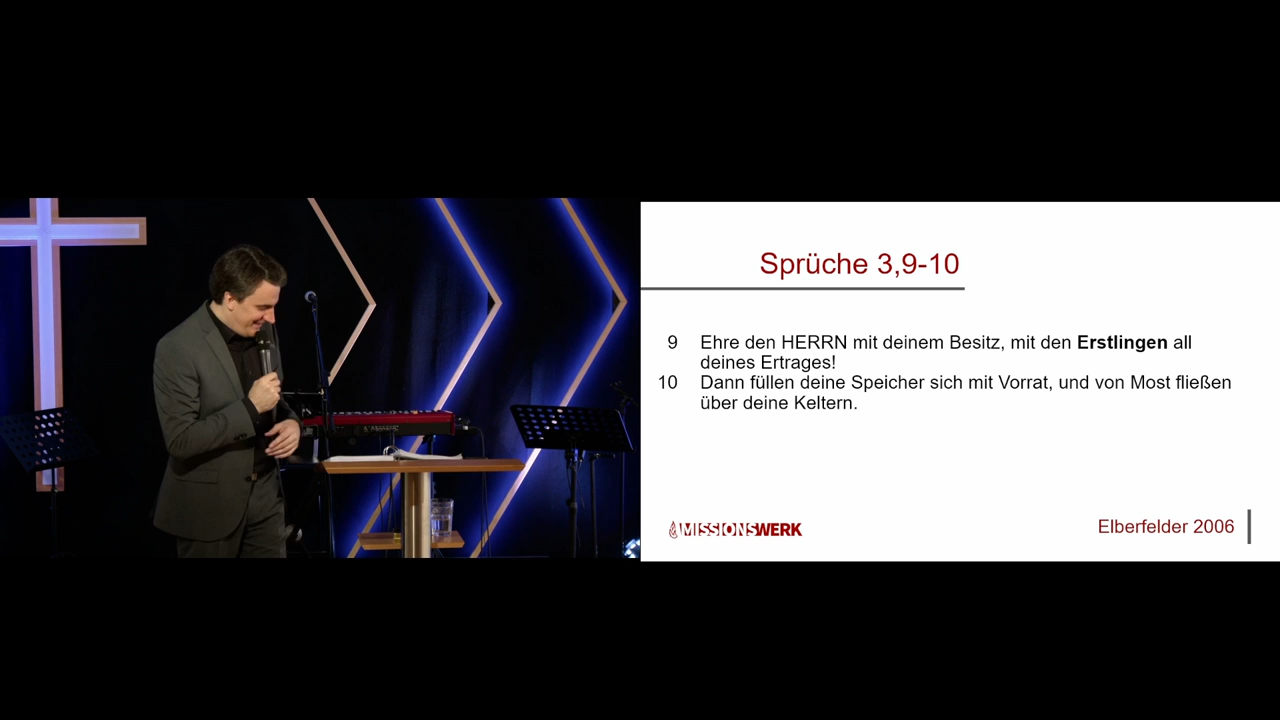 Sprüche 3,9-10
9 Ehre den HERRN mit deinem Besitz, mit den Erstlingen all
deines Ertrages!
10 Dann füllen deine Speicher sich mit Vorrat, und von Most fließen
über deine Keltern.
MISSIONSWERK
Elberfelder 2006